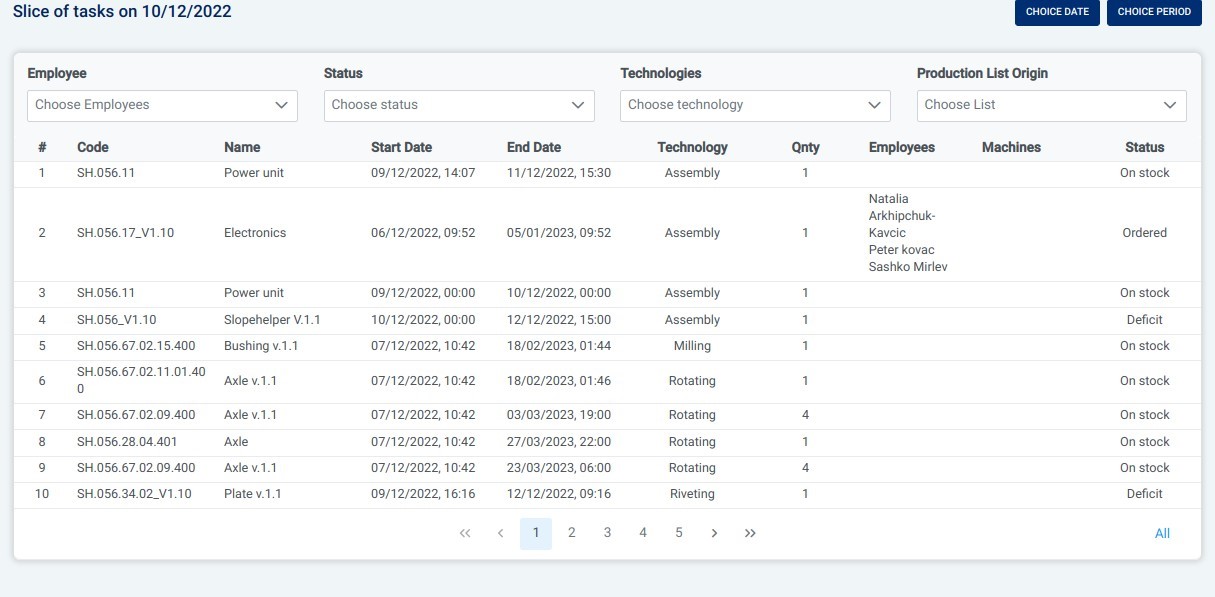 Slice of tasks on 10/12/2022 CHOICE DATE CHOICE PERIOD
Employee Status Technologies Production List Origin
Choose Employees Choose status Choose technology Choose List
# Code Name Start Date End Date Technology Qnty Employees Machines Status
1 SH.056.11 Power unit 09/12/2022, 14:07 11/12/2022, 15:30 Assembly 1 On stock
Natalia
Arkhipchuk-
2 SH.056.17_V1.10 Electronics 06/12/2022, 09:52 05/01/2023, 09:52 Assembly 1 Kavcic Ordered
Peter kovac
Sashko Mirlev
3 SH.056.11 Power unit 09/12/2022, 00:00 10/12/2022, 00:00 Assembly 1 On stock
4 SH.056_V1.10 Slopehelper V.1.1 10/12/2022, 00:00 12/12/2022, 15:00 Assembly 1 Deficit
5 SH.056.67.02.15.400 Bushing v.1.1 07/12/2022, 10:42 18/02/2023, 01:44 Milling 1 On stock
SH.056.67.02.11.01.40
6 Axle v.1.1 07/12/2022, 10:42 18/02/2023, 01:46 Rotating 1 On stock
0
7 SH.056.67.02.09.400 Axle v.1.1 07/12/2022, 10:42 03/03/2023, 19:00 Rotating 4 On stock
8 SH.056.28.04.401 Axle 07/12/2022, 10:42 27/03/2023, 22:00 Rotating 1 On stock
9 SH.056.67.02.09.400 Axle v.1.1 07/12/2022, 10:42 23/03/2023, 06:00 Rotating 4 On stock
10 SH.056.34.02_V1.10 Plate v.1.1 09/12/2022, 16:16 12/12/2022, 09:16 Riveting 1 Deficit
« ‹ 1 2 3 4 5 › » All